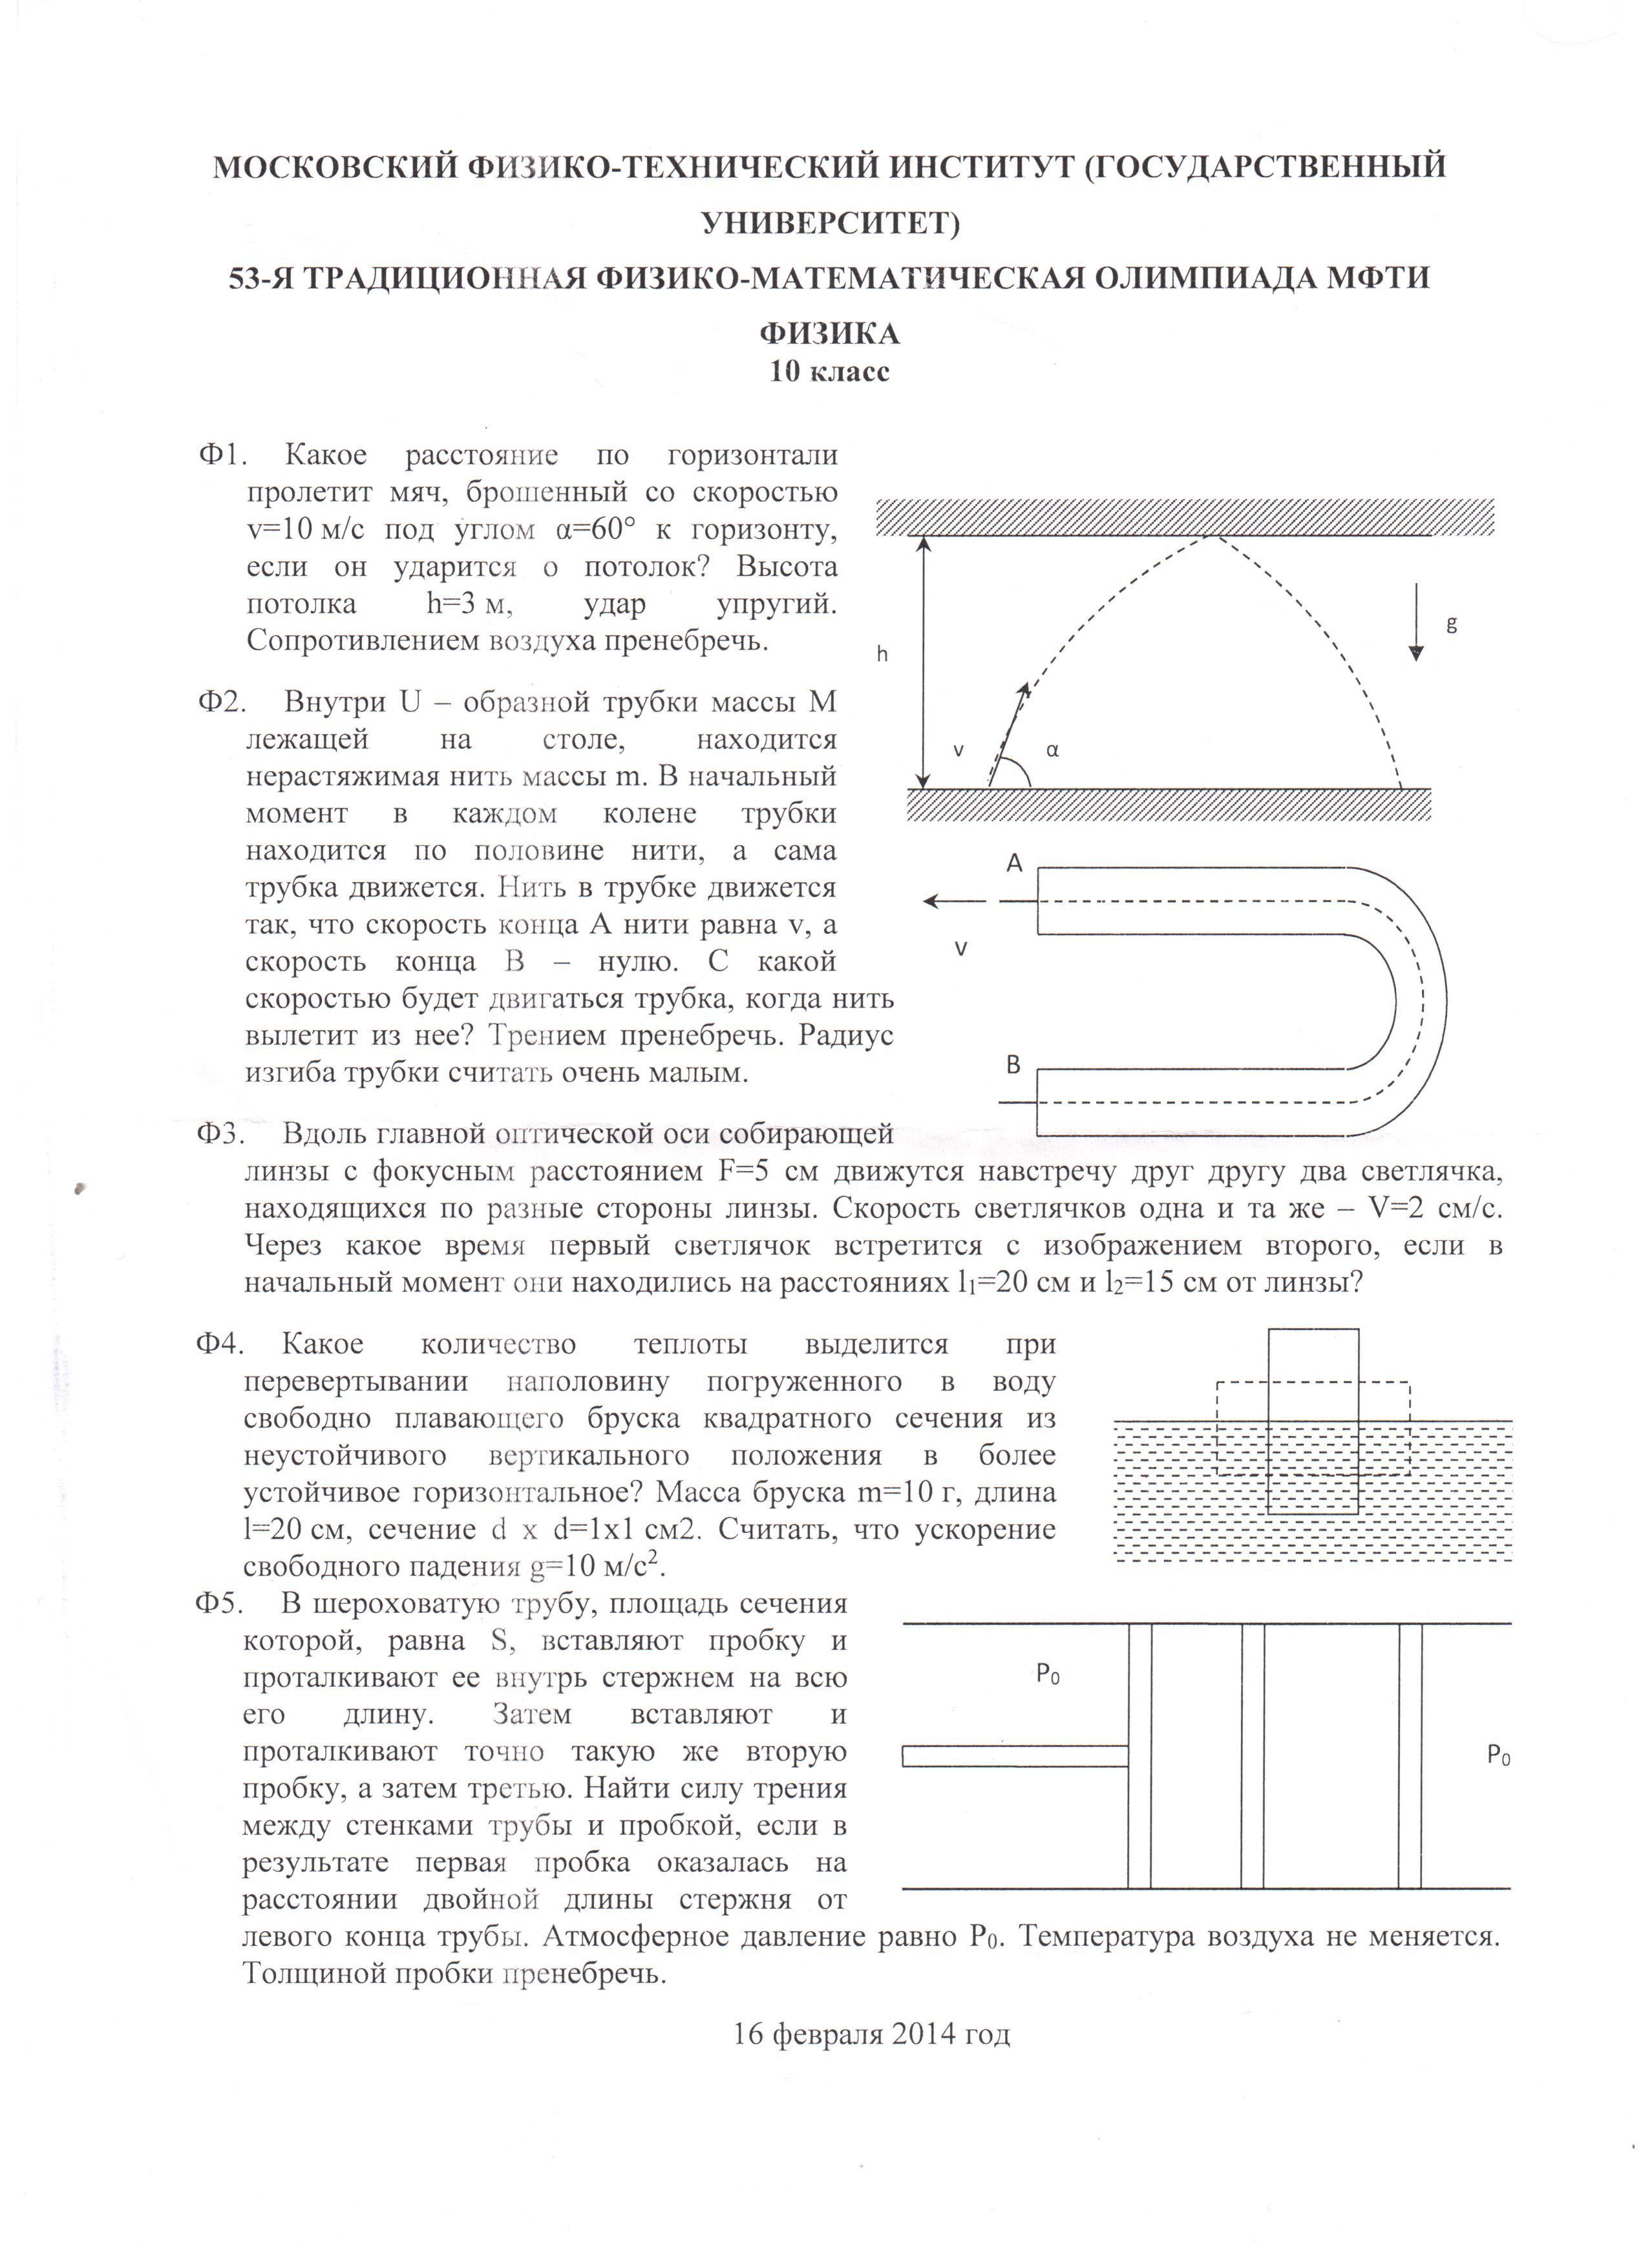 МОСКОВСКИЙ ФИЗИКО-ТЕХНИЧЕСКИЙ ИНСТИТУТ (ГОСУДАРСТВЕННЫЙ
УНИВЕРСИТЕТ)
53-Я ТРАДИЦИОННАЯ ФИЗИКО-МАТЕМАТИЧЕСКАЯ ОЛИМПИАДА МФТИ
ФИЗИКА
10 класс
Ф1. Какое расстояние по горизонтали
пролетит мяч, брошенный со скоростью
v=10 м/с под углом α=60° к горизонту,
если он ударится о потолок? Высота
потолка h=3 м, удар упругий.
Сопротивлением воздуха пренебречь.
h
v
α
g
Ф2. Внутри U – образной трубки массы M
лежащей на столе, находится
нерастяжимая нить массы m. В начальный
момент в каждом колене трубки
находится по половине нити, а сама
трубка движется. Нить в трубке движется
так, что скорость конца А нити равна v, а
скорость конца В – нулю. С какой
скоростью будет двигаться трубка, когда нить
вылетит из нее? Трением пренебречь. Радиус
изгиба трубки считать очень малым.
A
v
B
Ф3. Вдоль главной оптической оси собирающей
линзы с фокусным расстоянием F=5 см движутся навстречу друг другу два светлячка,
находящихся по разные стороны линзы. Скорость светлячков одна и та же – V=2 см/с.
Через какое время первый светлячок встретится с изображением второго, если в
начальный момент они находились на расстояниях l₁=20 см и l₂=15 см от линзы?
Ф4. Какое количество теплоты выделится при
перевертывании наполовину погруженного в воду
свободно плавающего бруска квадратного сечения из
неустойчивого вертикального положения в более
устойчивое горизонтальное? Масса бруска m=10 г, длина
l=20 см, сечение d x d=1x1 см2. Считать, что ускорение
свободного падения g=10 м/с².
Ф5. В шероховатую трубу, площадь сечения
которой, равна S, вставляют пробку и
проталкивают ее внутрь стержнем на всю
его длину. Затем вставляют и
проталкивают точно такую же вторую
пробку, а затем третью. Найти силу трения
между стенками трубы и пробкой, если в
результате первая пробка оказалась на
расстоянии двойной длины стержня от
левого конца трубы. Атмосферное давление равно P₀. Температура воздуха не меняется.
Толщиной пробки пренебречь.
P₀
P₀
16 февраля 2014 год